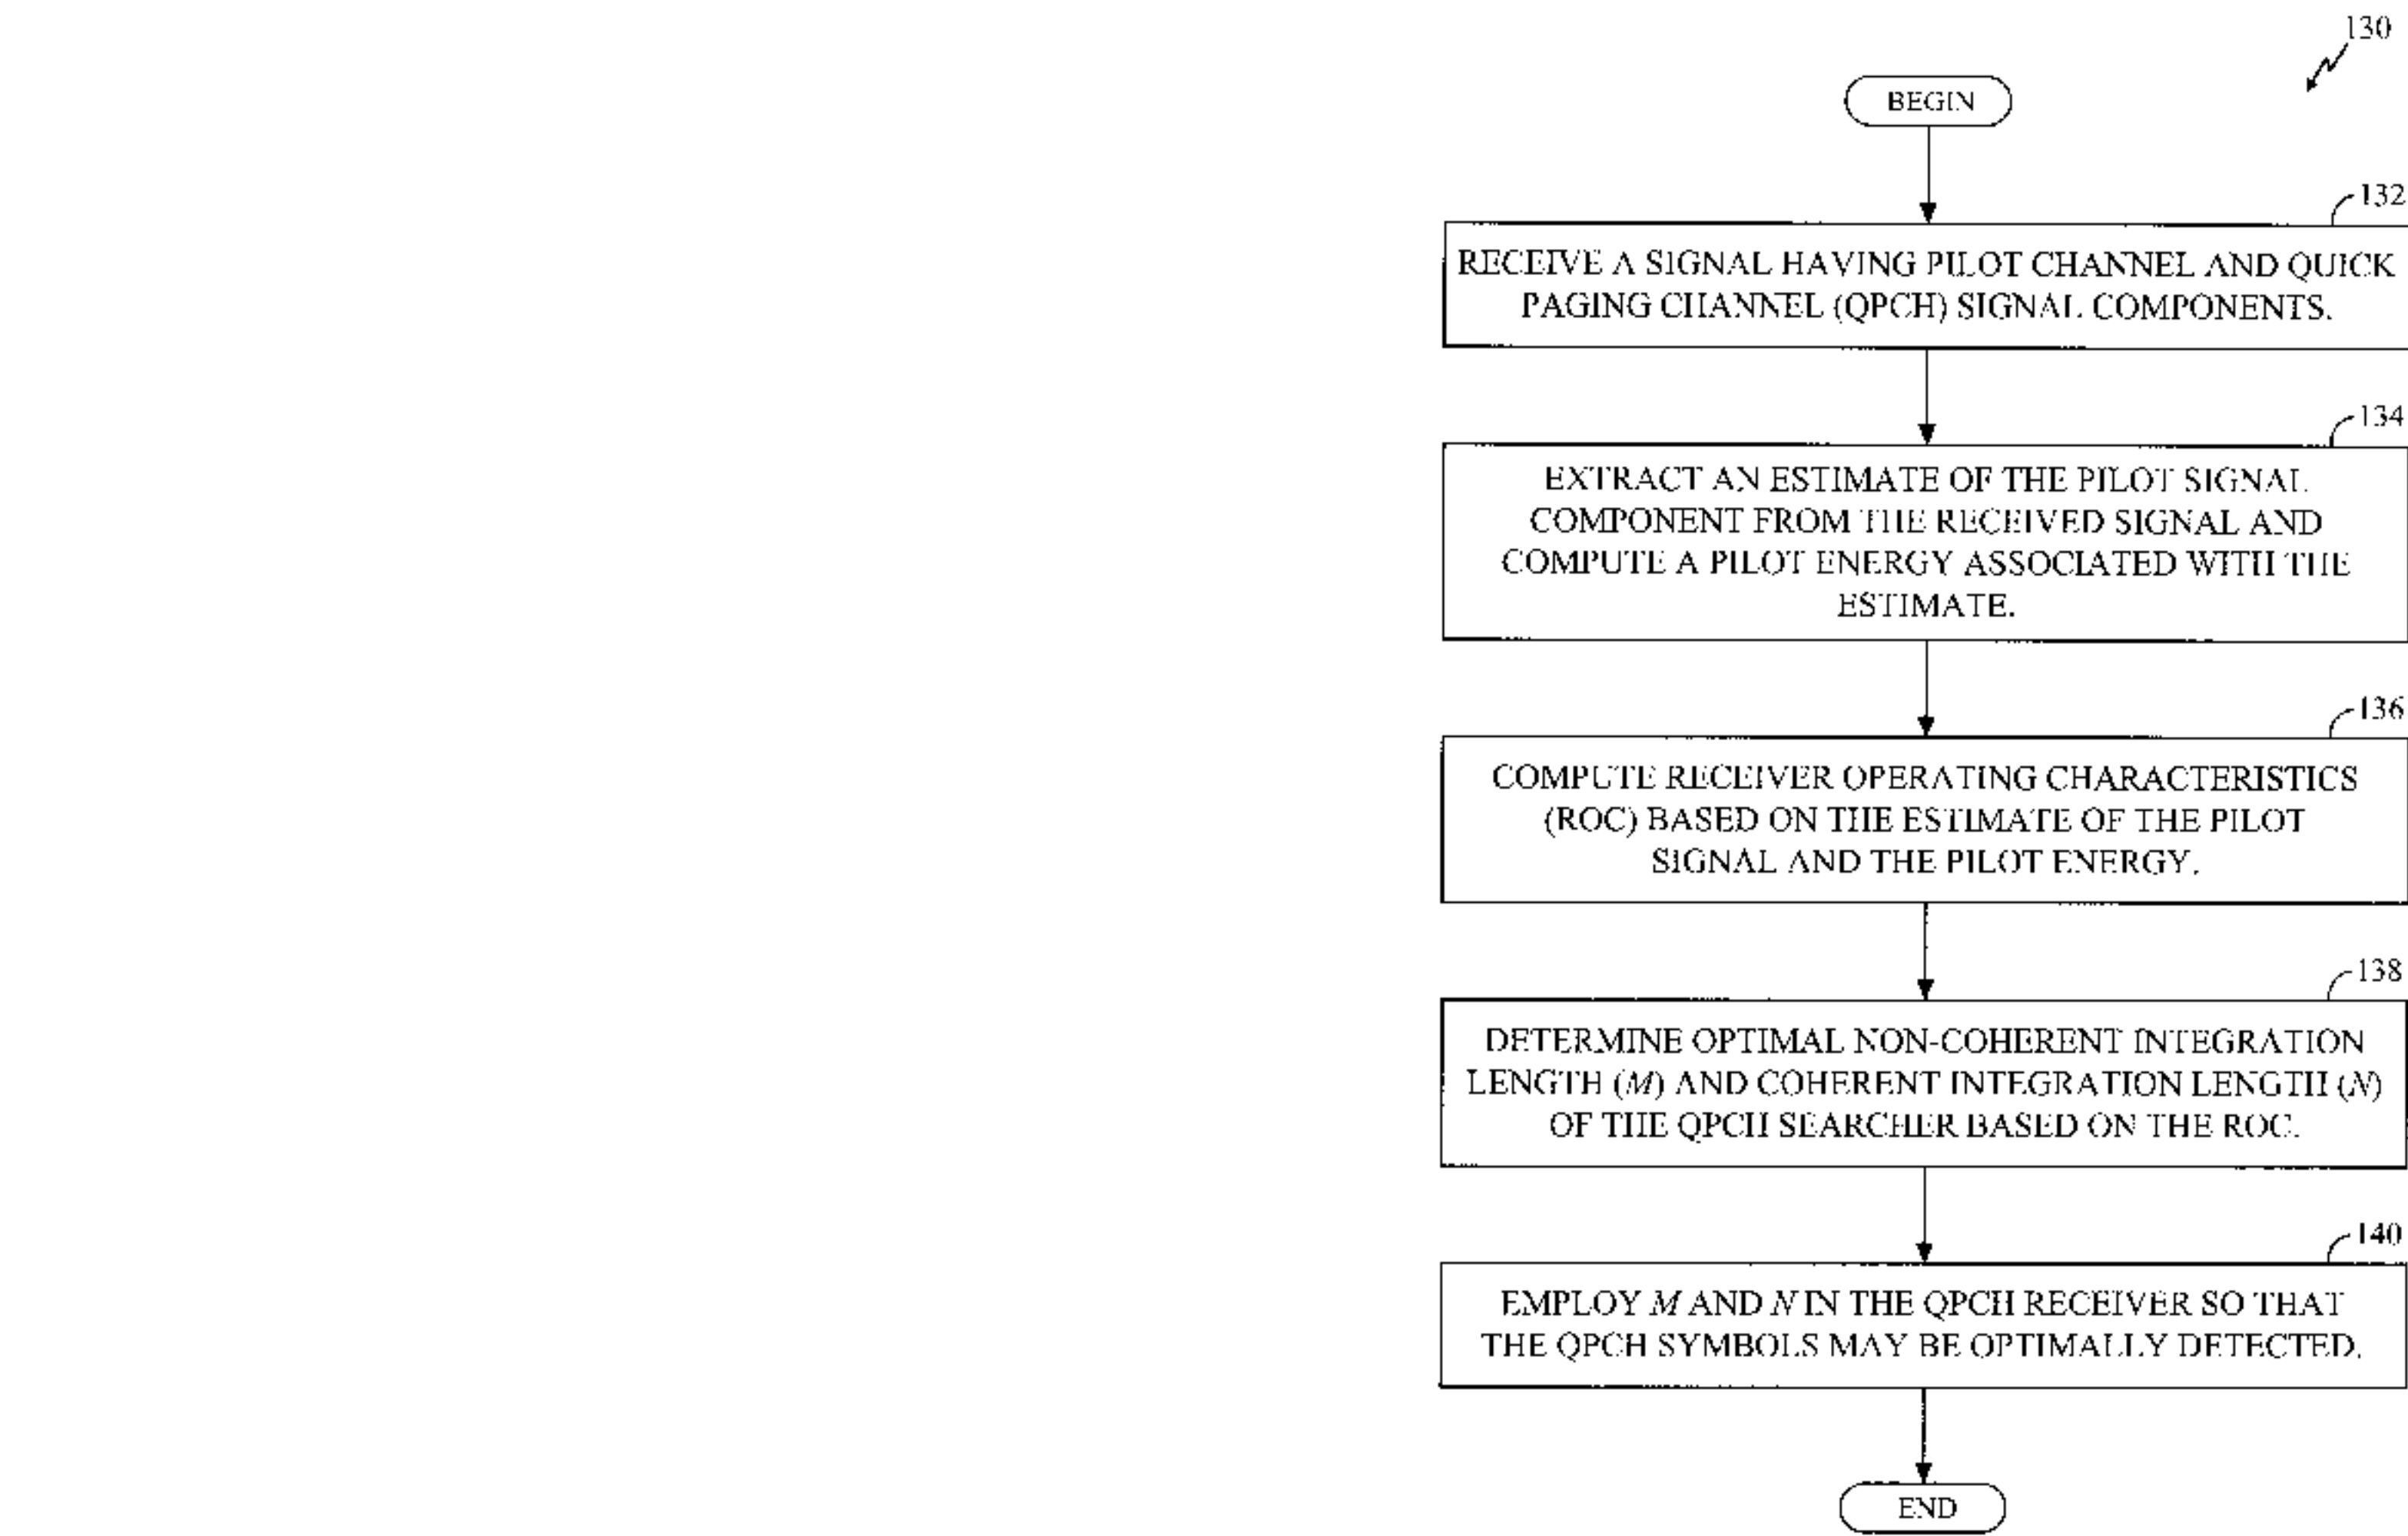 130
BEGIN
132
RECEIVE A SIGNAL HAVING PILOT CHANNEL AND QUICK
PAGING CHANNEL (QPCH) SIGNAL COMPONENTS.
134
EXTRACT AN ESTIMATE OF THE PILOT SIGNAL
COMPONENT FROM THE RECEIVED SIGNAL AND
COMPUTE A PILOT ENERGY ASSOCIATED WITH THE
ESTIMATE.
136
COMPUTE RECEIVER OPERATING CHARACTERISTICS
(ROC) BASED ON THE ESTIMATE OF THE PILOT
SIGNAL AND THE PILOT ENERGY.
138
DETERMINE OPTIMAL NON-COHERENT INTEGRATION
LENGTH (M) AND COHERENT INTEGRATION LENGTH (N)
OF THE QPCH SEARCHER BASED ON THE ROC.
140
EMPLOY M AND N IN THE QPCH RECEIVER SO THAT
THE QPCH SYMBOLS MAY BE OPTIMALLY DETECTED.
END